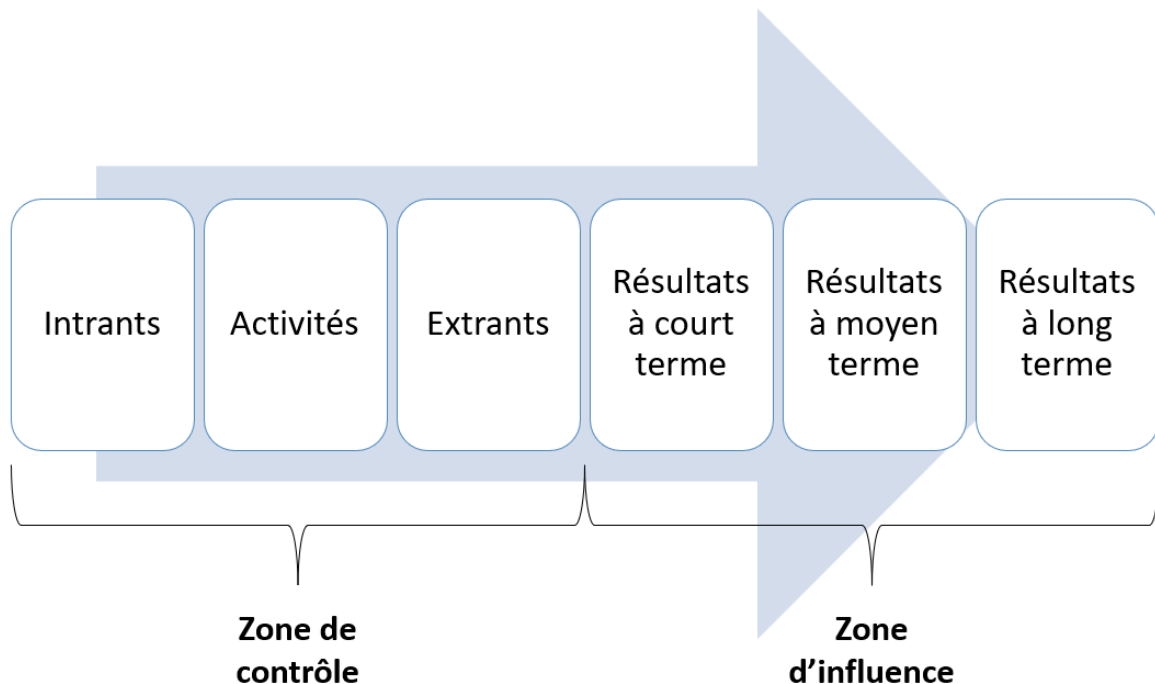 Intrants
Activités
Extrants
Résultats
à court
terme
Résultats
à moyen
terme
Résultats
à long
terme
Zone de
contrôle
Zone
d'influence